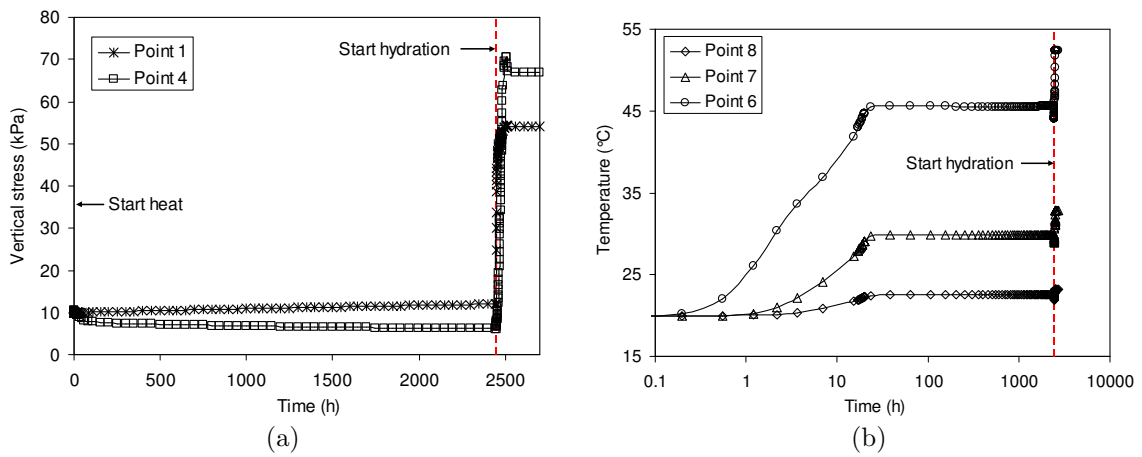 80
70
60
50
40
30
20
10
0
Vertical stress (kPa)
Point 1
Point 4
Start hydration
Start heat
0 500 1000 1500 2000 2500
Time (h)
(a)
55
45
35
25
15
Temperature (°C)
Point 8
Point 7
Point 6
Start hydration
0.1 1 10 100 1000 10000
Time (h)
(b)